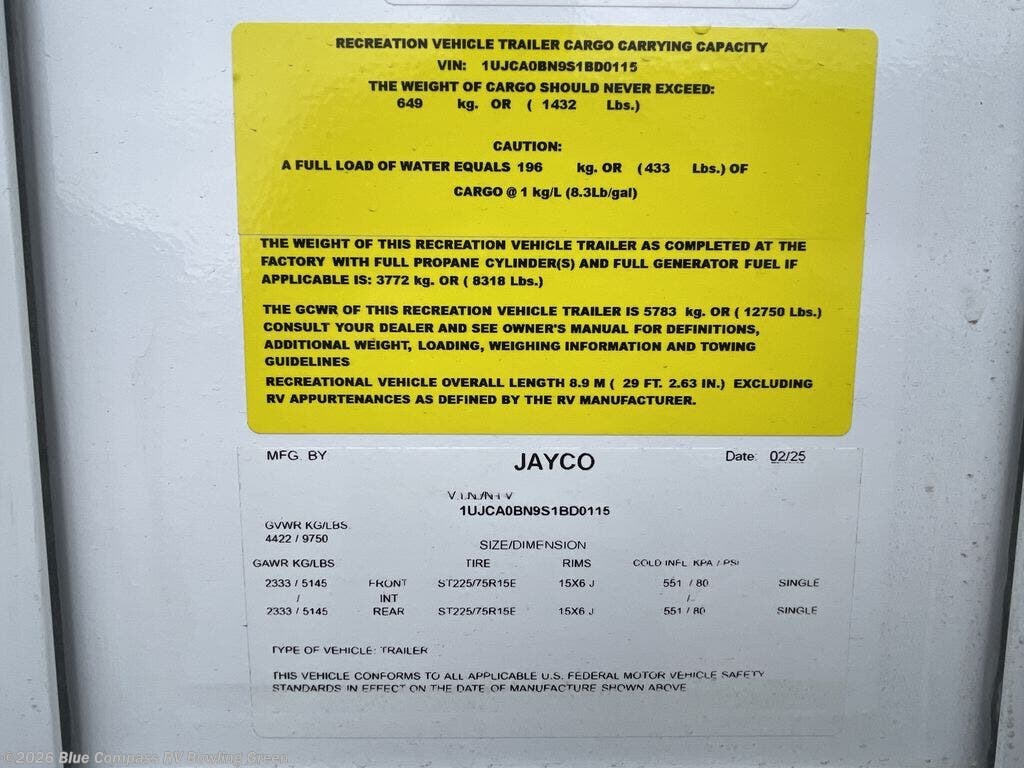 RECREATION VEHICLE TRAILER CARGO CARRYING CAPACITY
VIN: 1UJCA0BN9S1BD0115
THE WEIGHT OF CARGO SHOULD NEVER EXCEED:
649 kg. OR ( 1432 Lbs.)
CAUTION:
A FULL LOAD OF WATER EQUALS 196 kg. OR (433 Lbs.) OF
CARGO @ 1 kg/L (8.3Lb/gal)
THE WEIGHT OF THIS RECREATION VEHICLE TRAILER AS COMPLETED AT THE
FACTORY WITH FULL PROPANE CYLINDER(S) AND FULL GENERATOR FUEL IF
APPLICABLE IS: 3772 kg. OR ( 8318 Lbs.)
THE GCWR OF THIS RECREATION VEHICLE TRAILER IS 5783 kg. OR ( 12750 Lbs.)
CONSULT YOUR DEALER AND SEE OWNER'S MANUAL FOR DEFINITIONS,
ADDITIONAL WEIGHT, LOADING, WEIGHING INFORMATION AND TOWING
GUIDELINES
RECREATIONAL VEHICLE OVERALL LENGTH 8.9 M ( 29 FT. 2.63 IN.) EXCLUDING
RV APPURTENANCES AS DEFINED BY THE RV MANUFACTURER.
MFG. BY JAYCO Date: 02/25
V.I.N./N-I V
1UJCA0BN9S1BD0115
GVWR KG/LBS
4422 / 9750
SIZE/DIMENSION
GAWR KG/LBS TIRE RIMS COLD INFL. KPA / PSI
2333 / 5145 FRONT ST225/75R15E 15X6 J 551 / 80 SINGLE
/ INT /
2333 / 5145 REAR ST225/75R15E 15X6 J 551 / 80 SINGLE
TYPE OF VEHICLE: TRAILER
THIS VEHICLE CONFORMS TO ALL APPLICABLE U.S. FEDERAL MOTOR VEHICLE SAFETY
STANDARDS IN EFFECT ON THE DATE OF MANUFACTURE SHOWN ABOVE
©2026 Blue Compass RV Bowling Green